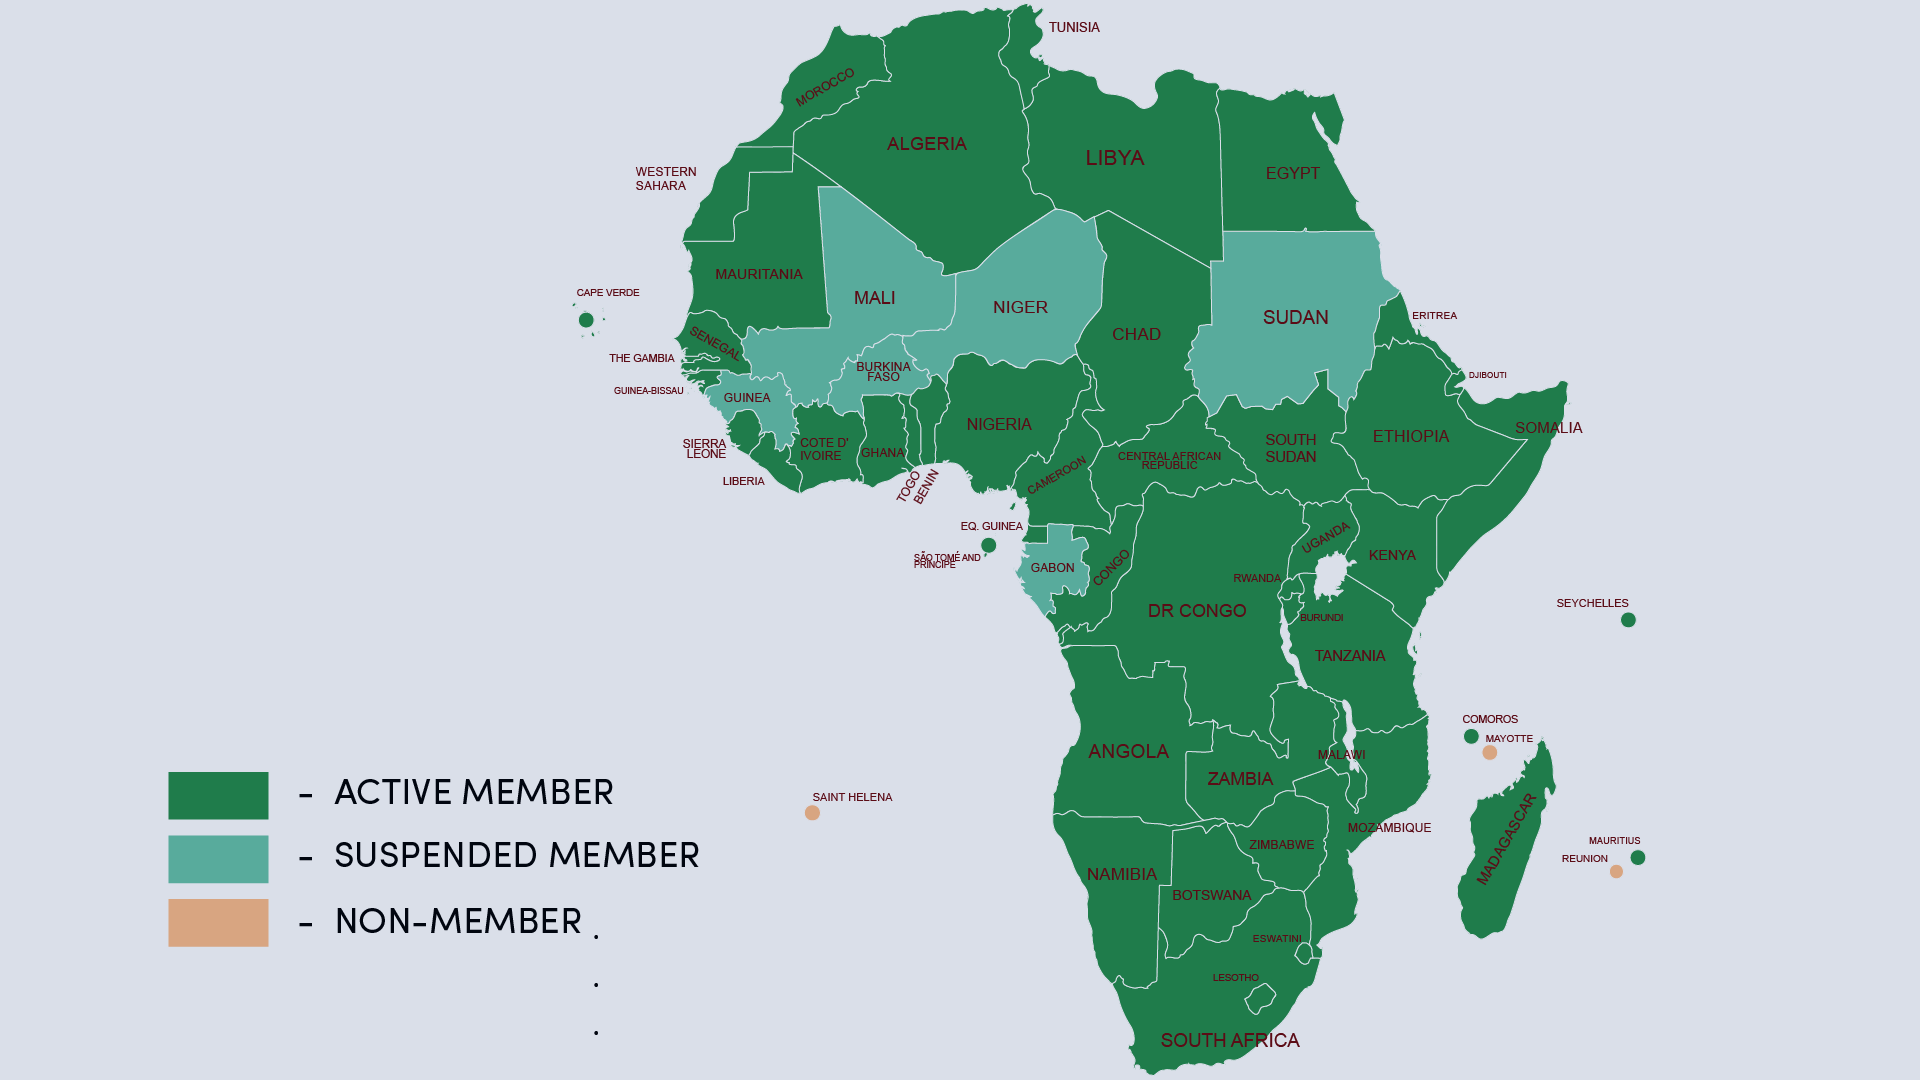 TUNISIA
MOROCCO
ALGERIA
LIBYA
EGYPT
WESTERN
SAHARA
MAURITANIA
MALI
NIGER
CHAD
SUDAN
ERITREA
CAPE VERDE
SENEGAL
THE GAMBIA
GUINEA-BISSAU
GUINEA
BURKINA
FASO
DJIBOUTI
SIERRA
LEONE
LIBERIA
COTE D'
IVOIRE
GHANA
TOGO
BENIN
NIGERIA
CAMEROON
CENTRAL AFRICAN
REPUBLIC
SOUTH
SUDAN
ETHIOPIA
SOMALIA
EQ. GUINEA
SÃO TOMÉ AND
PRÍNCIPE
GABON
CONGO
DR CONGO
UGANDA
KENYA
RWANDA
BURUNDI
TANZANIA
SEYCHELLES
COMOROS
MAYOTTE
ANGOLA
ZAMBIA
MALAWI
MOZAMBIQUE
MADAGASCAR
SAINT HELENA
MAURITIUS
REUNION
NAMIBIA
ZIMBABWE
BOTSWANA
ESWATINI
LESOTHO
SOUTH AFRICA
- ACTIVE MEMBER
- SUSPENDED MEMBER
- NON-MEMBER
.
.
.